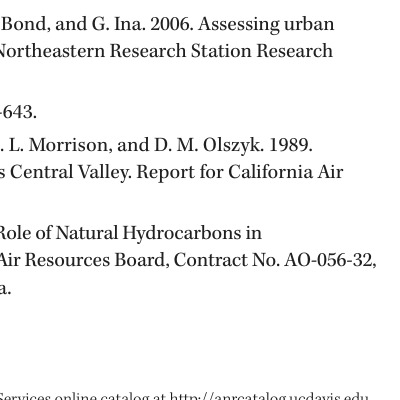 Bond, and G. Ina. 2006. Assessing urban
Northeastern Research Station Research
-643.
. L. Morrison, and D. M. Olszyk. 1989.
s Central Valley. Report for California Air
Role of Natural Hydrocarbons in
Air Resources Board, Contract No. AO-056-32,
a.
Services online catalog at http://anrcatalog.ucdavis.edu